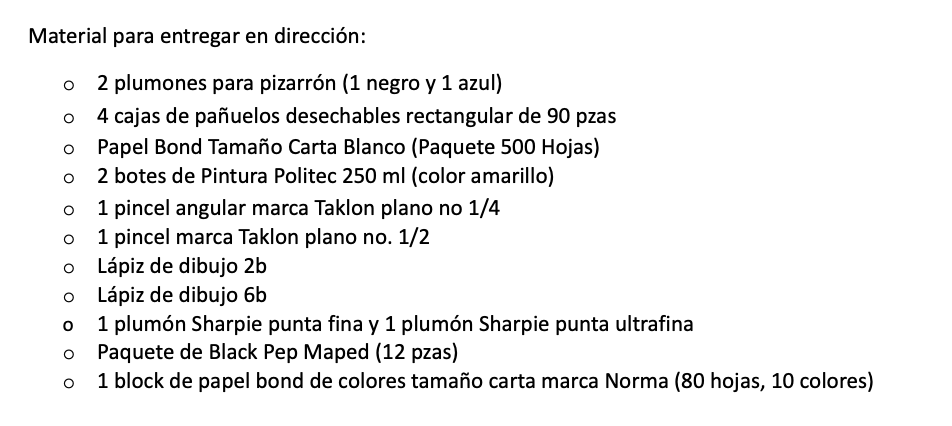 Material para entregar en dirección:
o 2 plumones para pizarrón (1 negro y 1 azul)
o 4 cajas de pañuelos desechables rectangular de 90 pzas
o Papel Bond Tamaño Carta Blanco (Paquete 500 Hojas)
o 2 botes de Pintura Politec 250 ml (color amarillo)
o 1 pincel angular marca Taklon plano no 1/4
o 1 pincel marca Taklon plano no. 1/2
o Lápiz de dibujo 2b
o Lápiz de dibujo 6b
o 1 plumón Sharpie punta fina y 1 plumón Sharpie punta ultrafina
o Paquete de Black Pep Maped (12 pzas)
o 1 block de papel bond de colores tamaño carta marca Norma (80 hojas, 10 colores)